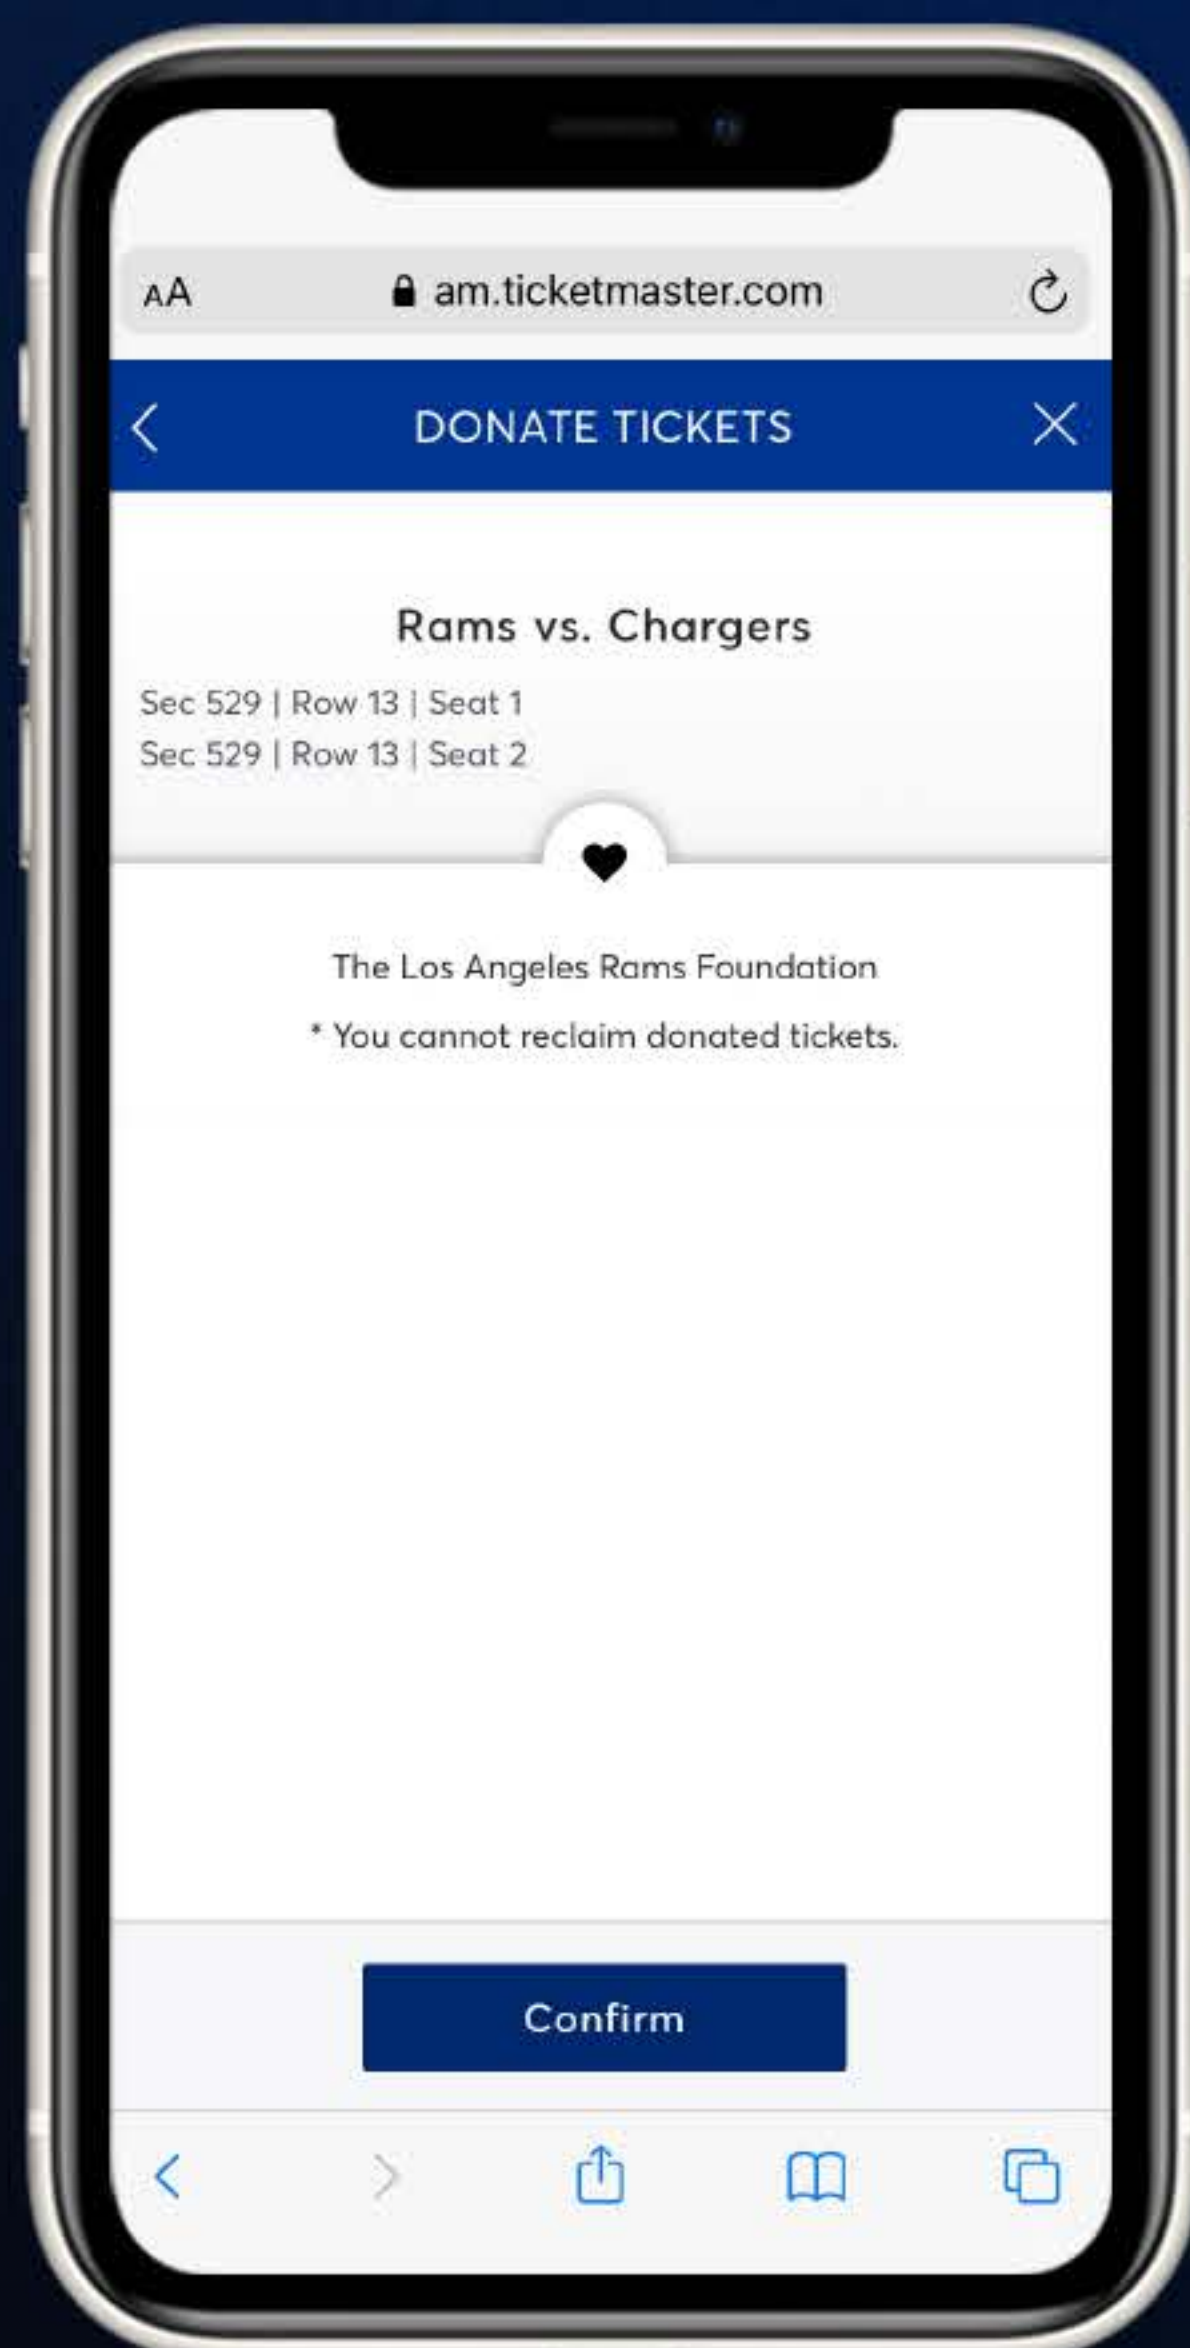 AA am.ticketmaster.com
DONATE TICKETS
Rams vs. Chargers
Sec 529 | Row 13 | Seat 1
Sec 529 | Row 13 | Seat 2
The Los Angeles Rams Foundation
* You cannot reclaim donated tickets.
Confirm